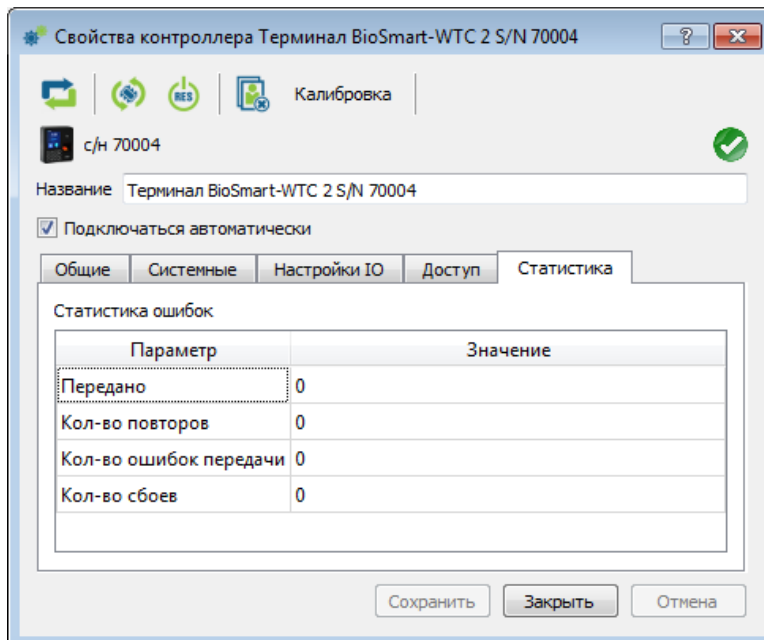 Свойства контроллера Терминал BioSmart-WTC 2 S/N 70004
RES
Калибровка
с/н 70004
Название Терминал BioSmart-WTC 2 S/N 70004
Подключаться автоматически
Общие Системные Настройки IO Доступ Статистика
Статистика ошибок
Параметр Значение
Передано 0
Кол-во повторов 0
Кол-во ошибок передачи 0
Кол-во сбоев 0
Сохранить Закрыть Отмена